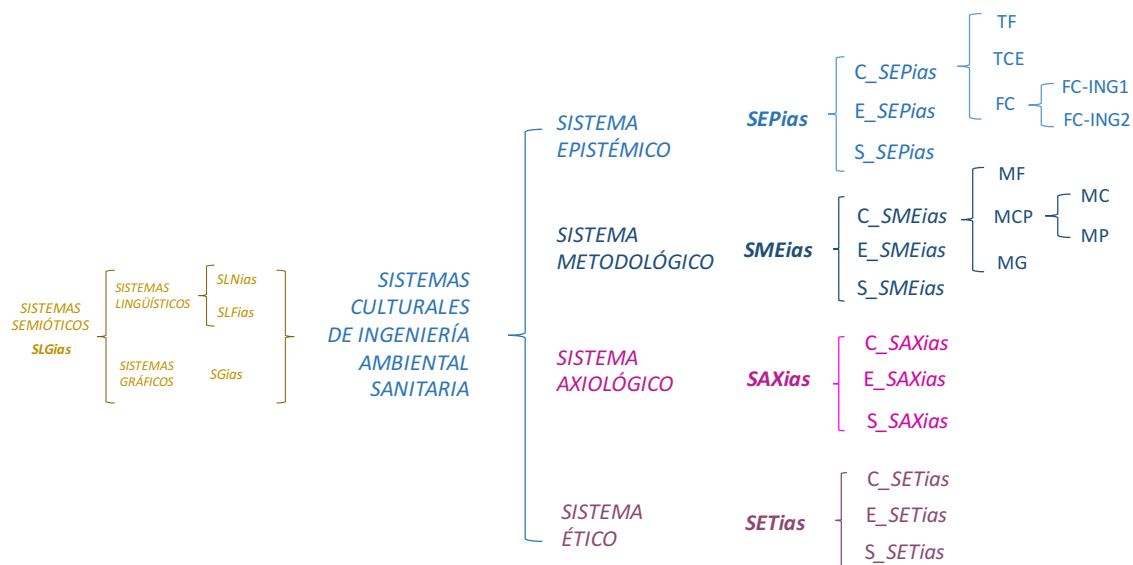 SISTEMAS
SEMIÓTICOS
SLGias
SISTEMAS
LINGÜÍSTICOS
SLNias
SLFias
SISTEMAS
GRÁFICOS
SGias
SISTEMAS
CULTURALES
DE INGENIERÍA
AMBIENTAL
SANITARIA
SISTEMA
EPISTÉMICO
SEPias
C_SEPias
E_SEPias
S_SEPias
TF
TCE
FC
FC-ING1
FC-ING2
SISTEMA
METODOLÓGICO
SMEias
C_SMEias
E_SMEias
S_SMEias
MF
MCP
MG
MC
MP
SISTEMA
AXIOLÓGICO
SAXias
C_SAXias
E_SAXias
S_SAXias
SISTEMA
ÉTICO
SETias
C_SETias
E_SETias
S_SETias